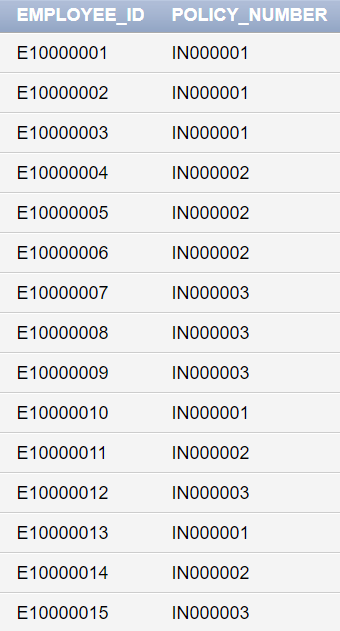 EMPLOYEE_ID POLICY_NUMBER
E10000001 IN000001
E10000002 IN000001
E10000003 IN000001
E10000004 IN000002
E10000005 IN000002
E10000006 IN000002
E10000007 IN000003
E10000008 IN000003
E10000009 IN000003
E10000010 IN000001
E10000011 IN000002
E10000012 IN000003
E10000013 IN000001
E10000014 IN000002
E10000015 IN000003